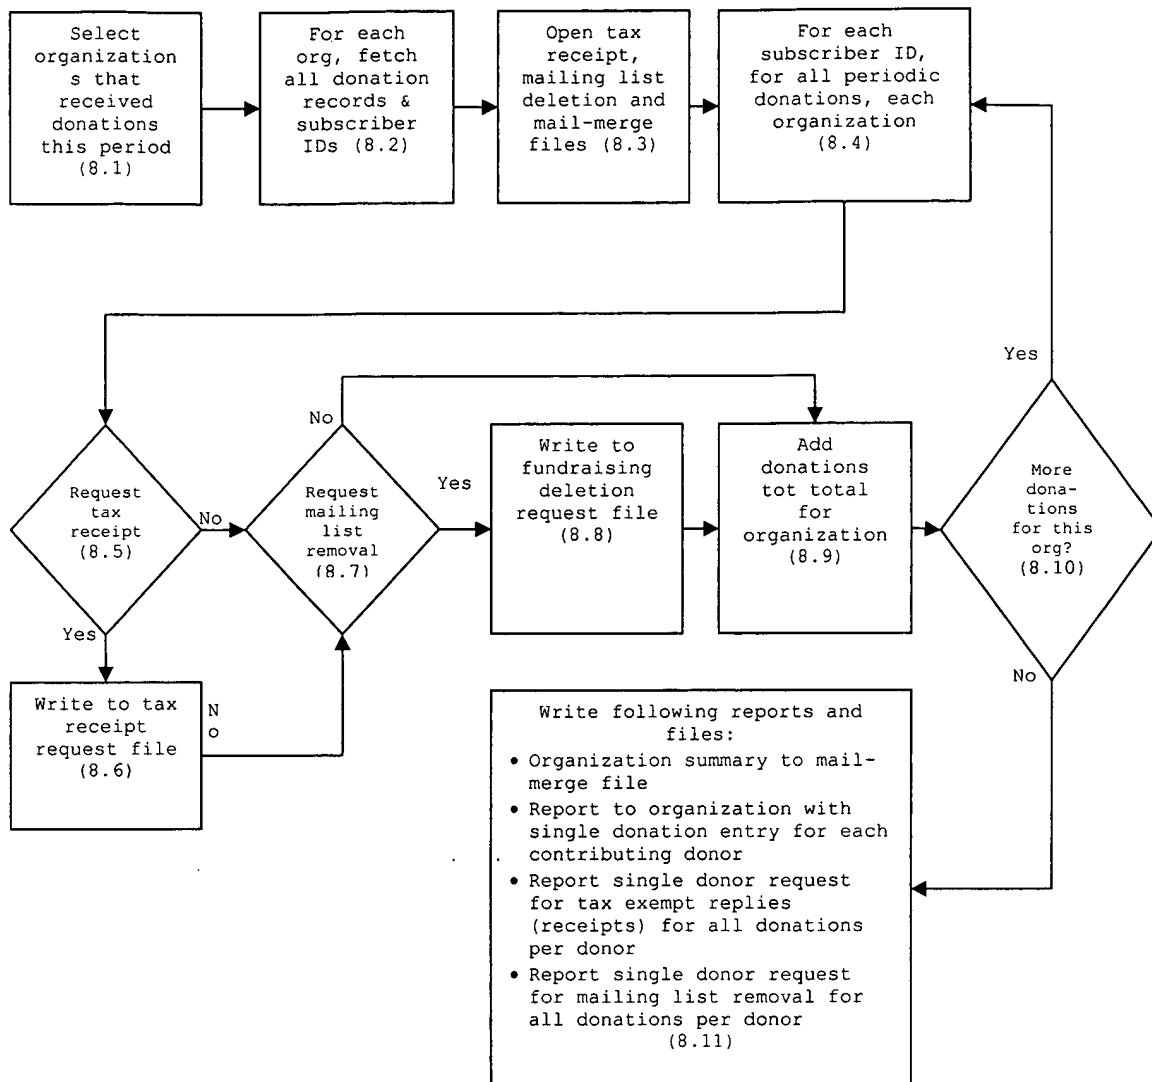 Select
organization
s that
received
donations
this period
(8.1)
For each
org, fetch
all donation
records &
subscriber
IDs (8.2)
Open tax
receipt,
mailing list
deletion and
mail-merge
files (8.3)
For each
subscriber ID,
for all periodic
donations, each
organization
(8.4)
Yes
No
Request
tax
receipt
(8.5)
No
Yes
Request
mailing
list
removal
(8.7)
Yes
Write to
fundraising
deletion
request file
(8.8)
Add
donations
tot total
for
organization
(8.9)
More
dona-
tions
for this
org?
(8.10)
No
Write to tax
receipt
request file
(8.6)
N
o
Write following reports and
files:
• Organization summary to mail-
merge file
• Report to organization with
single donation entry for each
contributing donor
• Report single donor request
for tax exempt replies
(receipts) for all donations
per donor
• Report single donor request
for mailing list removal for
all donations per donor
(8.11)